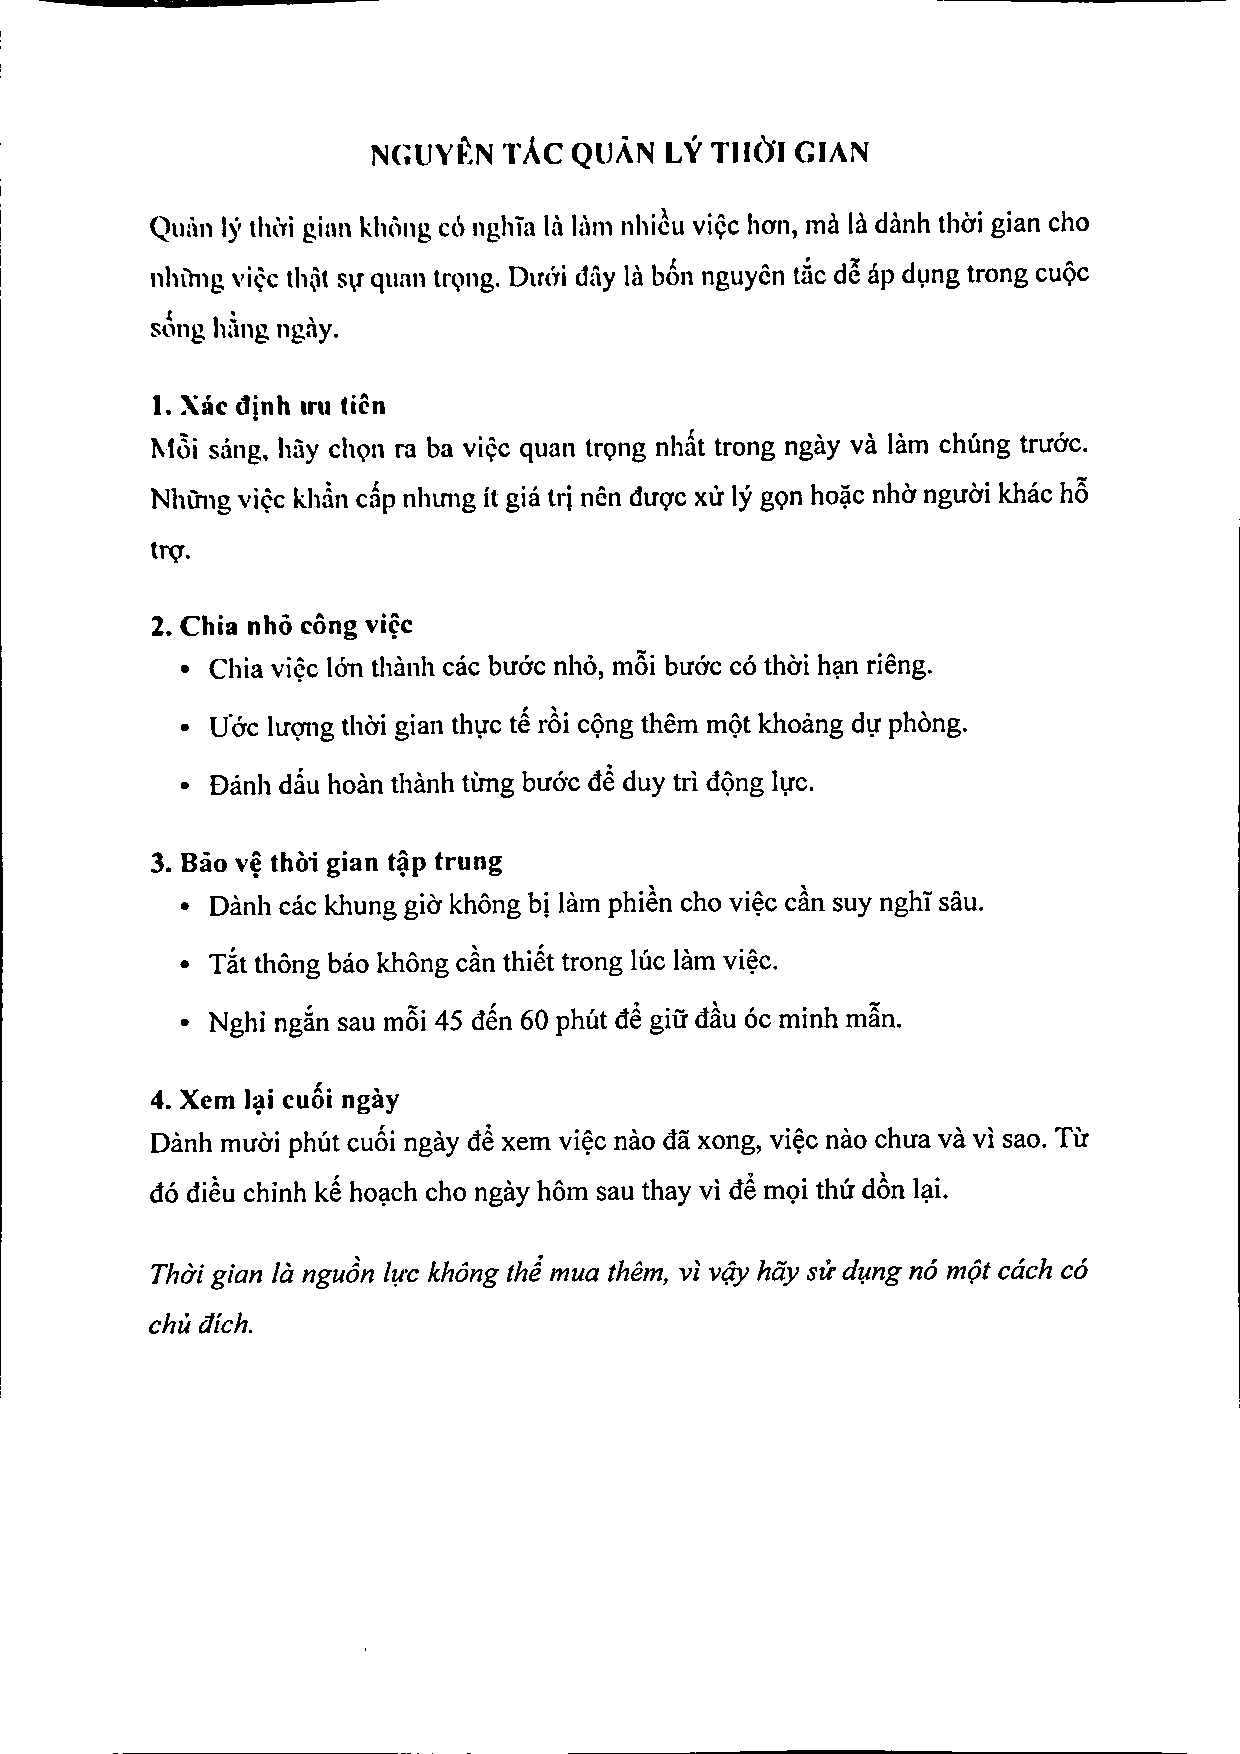 NGUYÊN TẮC QUẢN LÝ THỜI GIAN
Quản lý thời gian không có nghĩa là làm nhiều việc hơn, mà là dành thời gian cho
những việc thật sự quan trọng. Dưới đây là bốn nguyên tắc dễ áp dụng trong cuộc
sống hằng ngày.
1. Xác định ưu tiên
Mỗi sáng, hãy chọn ra ba việc quan trọng nhất trong ngày và làm chúng trước.
Những việc khẩn cấp nhưng ít giá trị nên được xử lý gọn hoặc nhờ người khác hỗ
trợ.
2. Chia nhỏ công việc
• Chia việc lớn thành các bước nhỏ, mỗi bước có thời hạn riêng.
• Ước lượng thời gian thực tế rồi cộng thêm một khoảng dự phòng.
• Đánh dấu hoàn thành từng bước để duy trì động lực.
3. Bảo vệ thời gian tập trung
• Dành các khung giờ không bị làm phiền cho việc cần suy nghĩ sâu.
• Tắt thông báo không cần thiết trong lúc làm việc.
• Nghỉ ngắn sau mỗi 45 đến 60 phút để giữ đầu óc minh mẫn.
4. Xem lại cuối ngày
Dành mười phút cuối ngày để xem việc nào đã xong, việc nào chưa và vì sao. Từ
đó điều chỉnh kế hoạch cho ngày hôm sau thay vì để mọi thứ dồn lại.
Thời gian là nguồn lực không thể mua thêm, vì vậy hãy sử dụng nó một cách có
chủ đích.